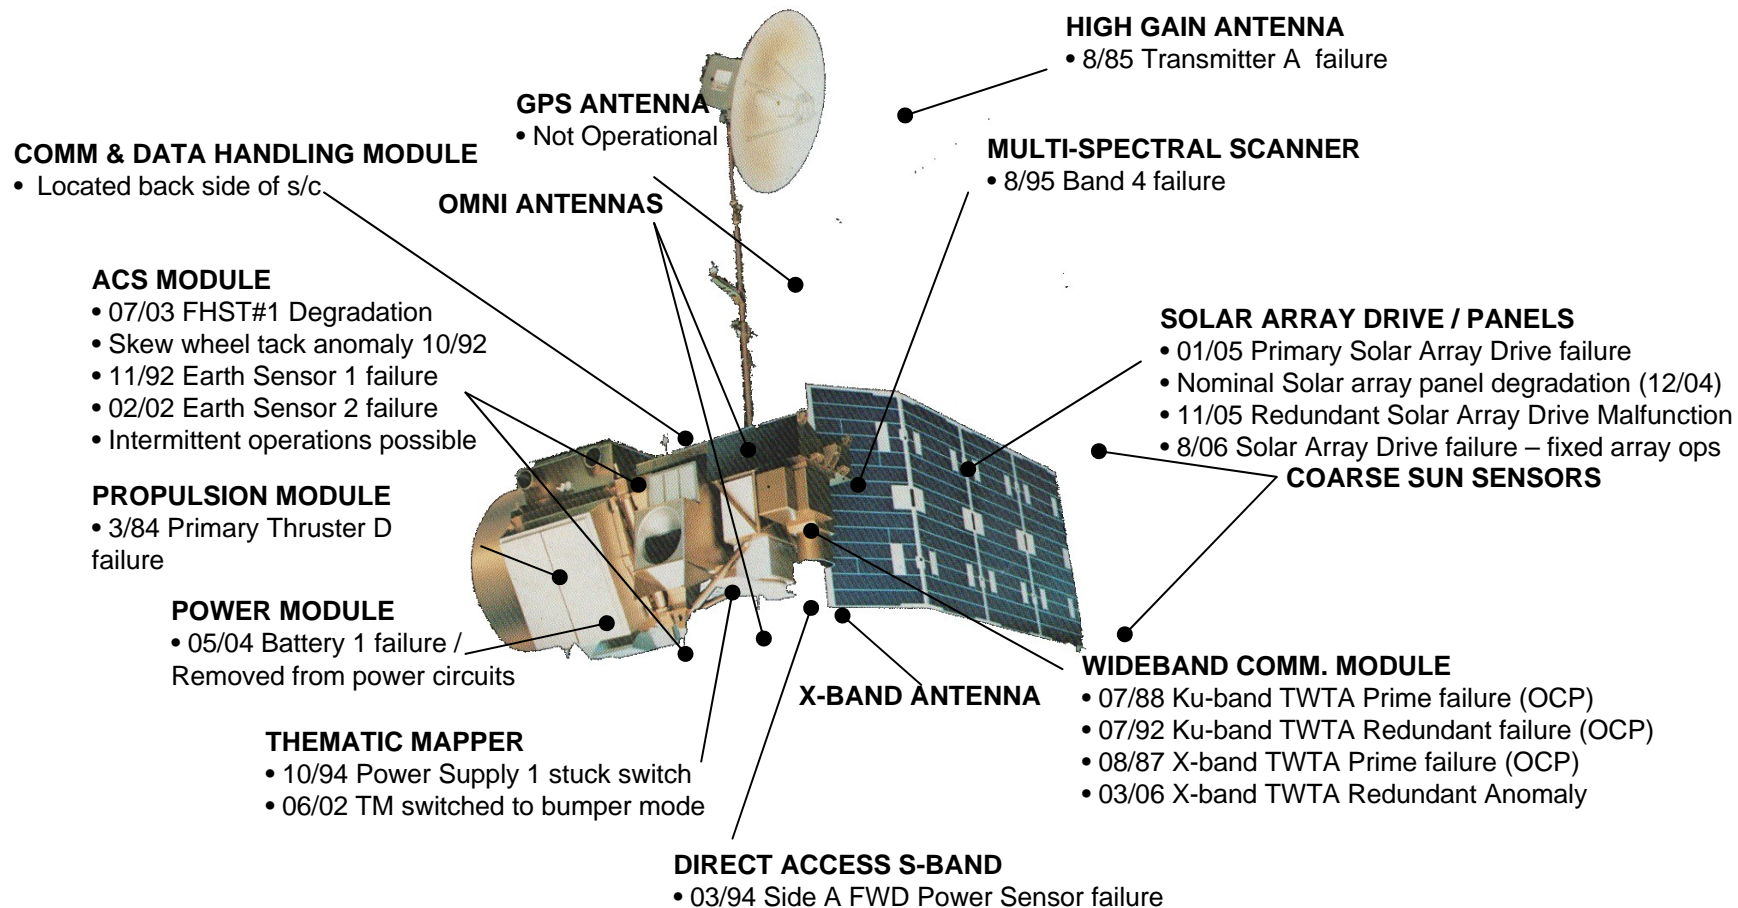 HIGH GAIN ANTENNA
• 8/85 Transmitter A failure
GPS ANTENNA
• Not Operational
COMM & DATA HANDLING MODULE
• Located back side of s/c
MULTI-SPECTRAL SCANNER
• 8/95 Band 4 failure
OMNI ANTENNAS
ACS MODULE
• 07/03 FHST#1 Degradation
• Skew wheel tack anomaly 10/92
• 11/92 Earth Sensor 1 failure
• 02/02 Earth Sensor 2 failure
• Intermittent operations possible
SOLAR ARRAY DRIVE / PANELS
• 01/05 Primary Solar Array Drive failure
• Nominal Solar array panel degradation (12/04)
• 11/05 Redundant Solar Array Drive Malfunction
• 8/06 Solar Array Drive failure – fixed array ops
COARSE SUN SENSORS
PROPULSION MODULE
• 3/84 Primary Thruster D
failure
POWER MODULE
• 05/04 Battery 1 failure /
Removed from power circuits
X-BAND ANTENNA
WIDEBAND COMM. MODULE
• 07/88 Ku-band TWTA Prime failure (OCP)
• 07/92 Ku-band TWTA Redundant failure (OCP)
• 08/87 X-band TWTA Prime failure (OCP)
• 03/06 X-band TWTA Redundant Anomaly
THEMATIC MAPPER
• 10/94 Power Supply 1 stuck switch
• 06/02 TM switched to bumper mode
DIRECT ACCESS S-BAND
• 03/94 Side A FWD Power Sensor failure